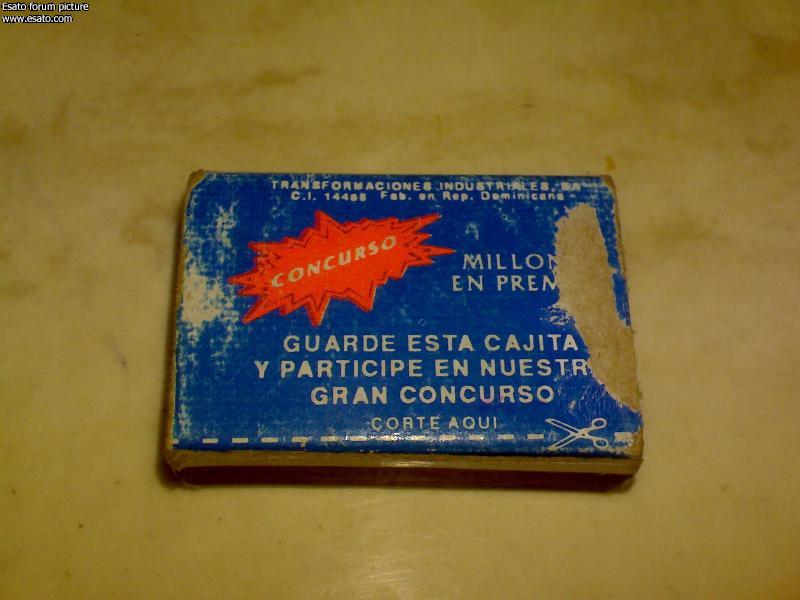 Esato forum picture
www.esato.com
TRANSFORMACIONES INDUSTRIALES, SA
C.I. 14456 Fab. en Rep. Dominicana
CONCURSO
MILLON
EN PREM
GUARDE ESTA CAJITA
Y PARTICIPE EN NUESTR
GRAN CONCURSO
CORTE AQUI